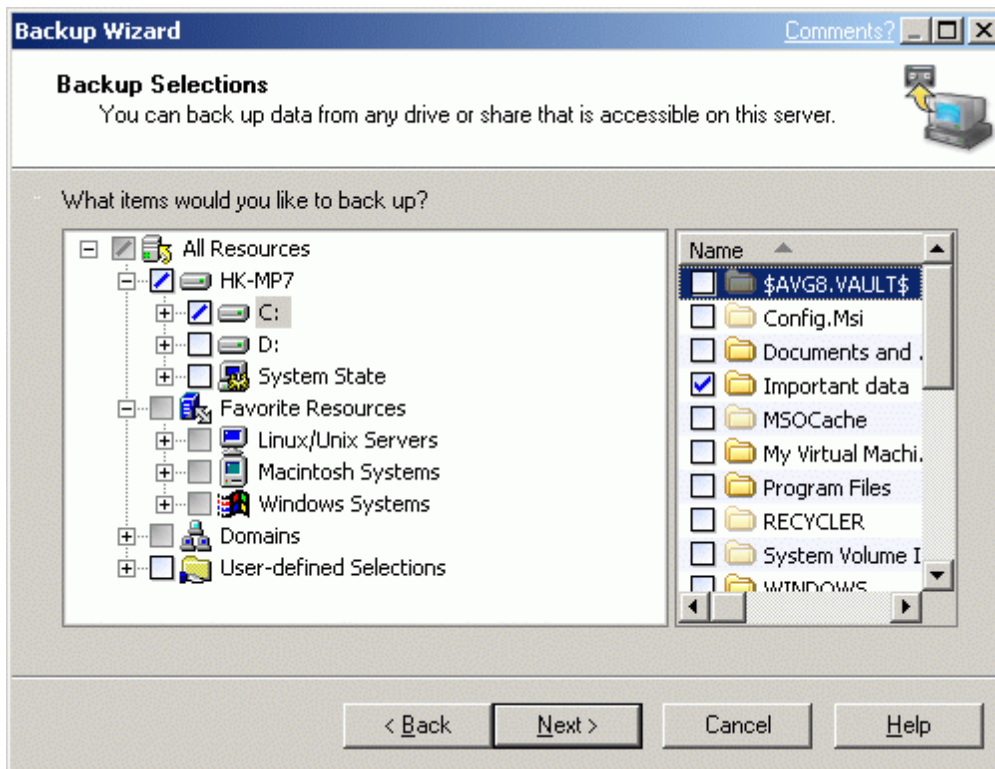 Backup Wizard
Comments?
Backup Selections
You can back up data from any drive or share that is accessible on this server.
What items would you like to back up?
All Resources
HK-MP7
C:
D:
System State
Favorite Resources
Linux/Unix Servers
Macintosh Systems
Windows Systems
Domains
User-defined Selections
Name
$AVG8.VAULT$
Config.Msi
Documents and .
Important data
MSOCache
My Virtual Machi.
Program Files
RECYCLER
System Volume I
WINDOWS
< Back
Next >
Cancel
Help